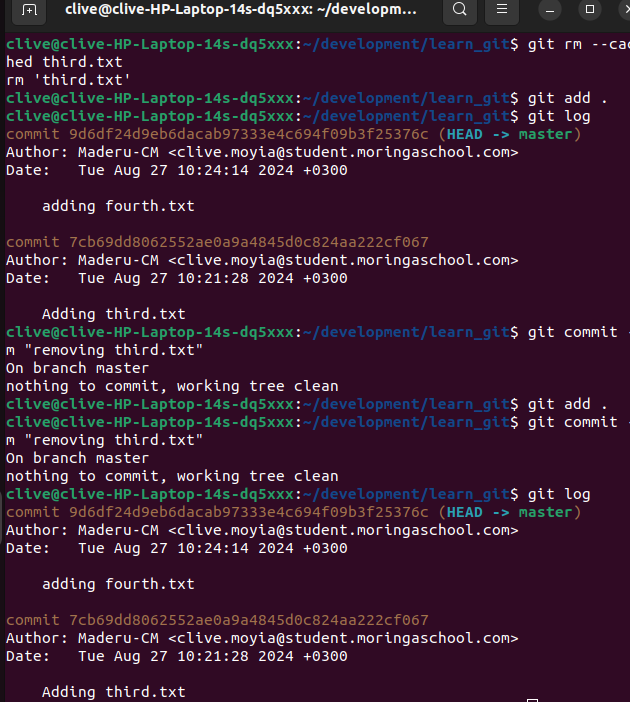 clive@clive-HP-Laptop-14s-dq5xxx: ~/developm...
clive@clive-HP-Laptop-14s-dq5xxx:~/development/learn_git$ git rm --cac
hed third.txt
rm 'third.txt'
clive@clive-HP-Laptop-14s-dq5xxx:~/development/learn_git$ git add .
clive@clive-HP-Laptop-14s-dq5xxx:~/development/learn_git$ git log
commit 9d6df24d9eb6dacab97333e4c694f09b3f25376c (HEAD -> master)
Author: Maderu-CM <clive.moyia@student.moringaschool.com>
Date:   Tue Aug 27 10:24:14 2024 +0300
    adding fourth.txt
commit 7cb69dd8062552ae0a9a4845d0c824aa222cf067
Author: Maderu-CM <clive.moyia@student.moringaschool.com>
Date:   Tue Aug 27 10:21:28 2024 +0300
    Adding third.txt
clive@clive-HP-Laptop-14s-dq5xxx:~/development/learn_git$ git commit -
m "removing third.txt"
On branch master
nothing to commit, working tree clean
clive@clive-HP-Laptop-14s-dq5xxx:~/development/learn_git$ git add .
clive@clive-HP-Laptop-14s-dq5xxx:~/development/learn_git$ git commit -
m "removing third.txt"
On branch master
nothing to commit, working tree clean
clive@clive-HP-Laptop-14s-dq5xxx:~/development/learn_git$ git log
commit 9d6df24d9eb6dacab97333e4c694f09b3f25376c (HEAD -> master)
Author: Maderu-CM <clive.moyia@student.moringaschool.com>
Date:   Tue Aug 27 10:24:14 2024 +0300
    adding fourth.txt
commit 7cb69dd8062552ae0a9a4845d0c824aa222cf067
Author: Maderu-CM <clive.moyia@student.moringaschool.com>
Date:   Tue Aug 27 10:21:28 2024 +0300
    Adding third.txt